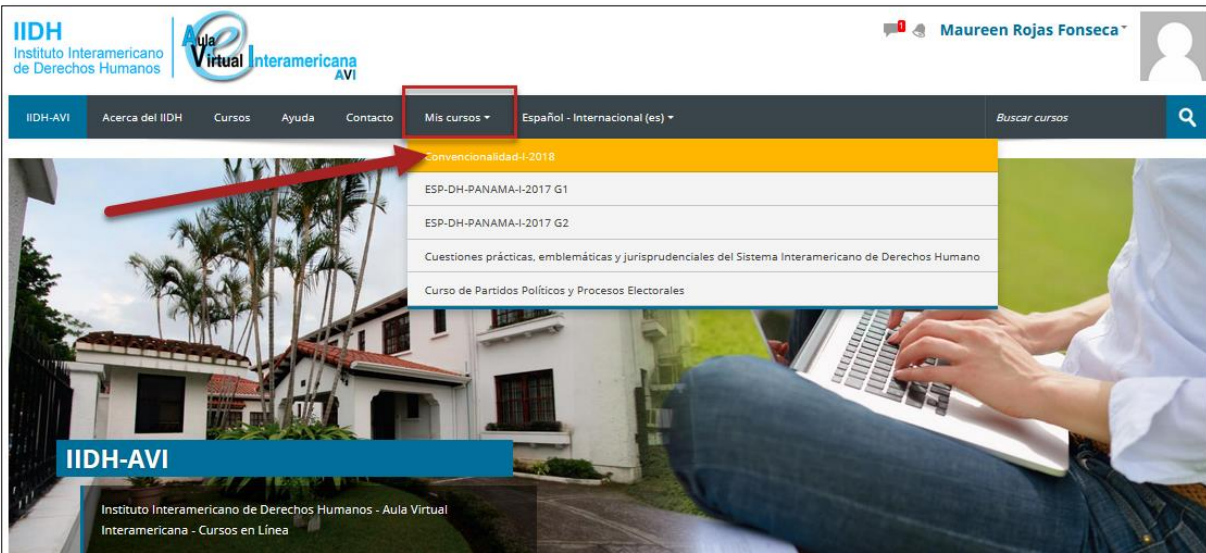 IIDH
Instituto Interamericano
de Derechos Humanos
Aula
Virtual Interamericana
AVI
1
Maureen Rojas Fonseca
IIDH-AVI
Acerca del IIDH
Cursos
Ayuda
Contacto
Mis cursos
Español - Internacional (es)
Buscar cursos
Convencionalidad-I-2018
ESP-DH-PANAMA-I-2017 G1
ESP-DH-PANAMA-I-2017 G2
Cuestiones prácticas, emblemáticas y jurisprudenciales del Sistema Interamericano de Derechos Humano
Curso de Partidos Políticos y Procesos Electorales
IIDH-AVI
Instituto Interamericano de Derechos Humanos - Aula Virtual
Interamericana - Cursos en Línea